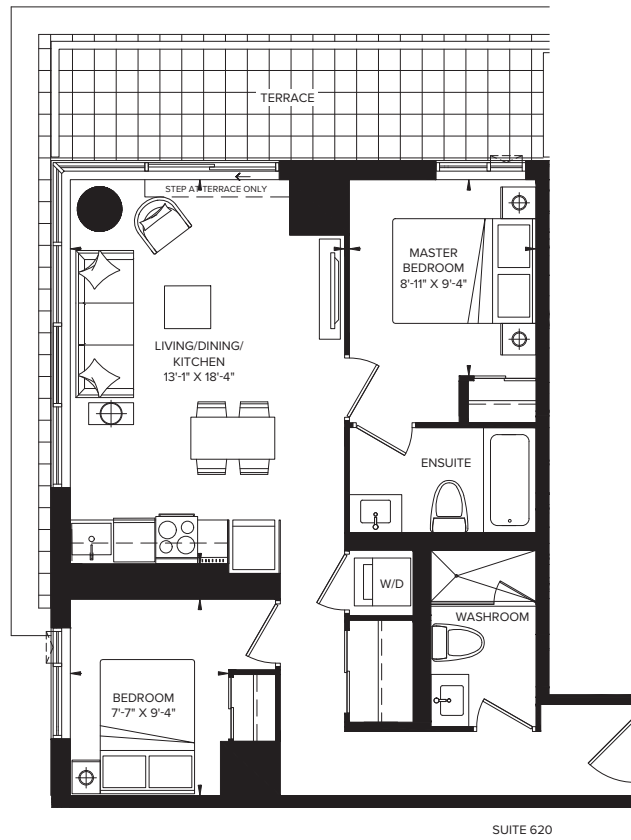 TERRACE
STEP AT TERRACE ONLY
MASTER
BEDROOM
8'-11" X 9'-4"
LIVING/DINING/
KITCHEN
13'-1" X 18'-4"
ENSUITE
W/D
WASHROOM
BEDROOM
7'-7" X 9'-4"
SUITE 620